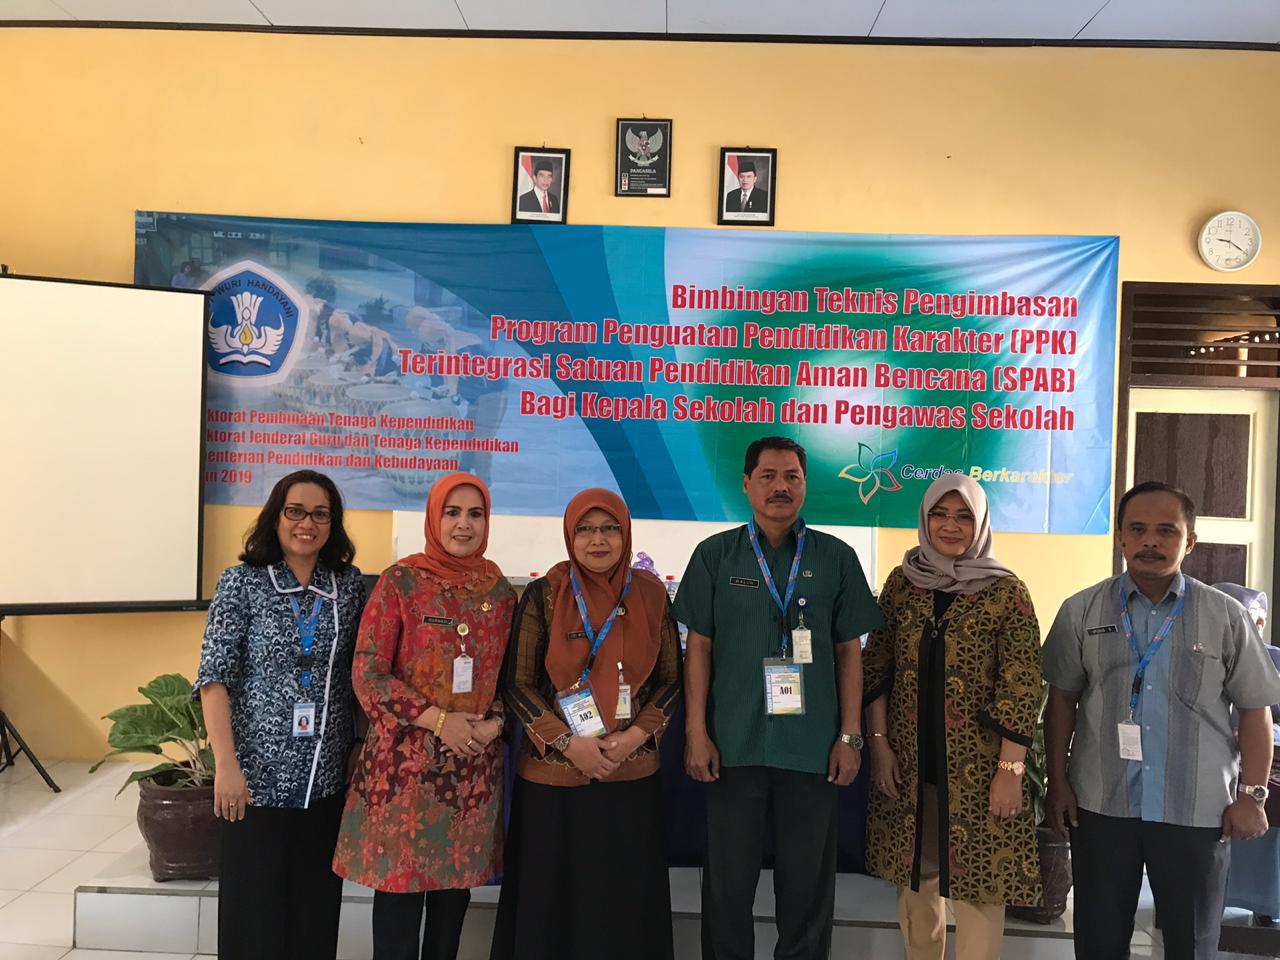 PANCASILA
WURI HANDAYANI
Bimbingan Teknis Pengimbasan
Program Penguatan Pendidikan Karakter (PPK)
Terintegrasi Satuan Pendidikan Aman Bencana (SPAB)
Bagi Kepala Sekolah dan Pengawas Sekolah
ktorat Pembinaan Tenaga Kependidikan
ktorat Jenderal Guru dan Tenaga Kependidikan
enterian Pendidikan dan Kebudayaan
n 2019
Cerdas Berkarakter
A02
A01